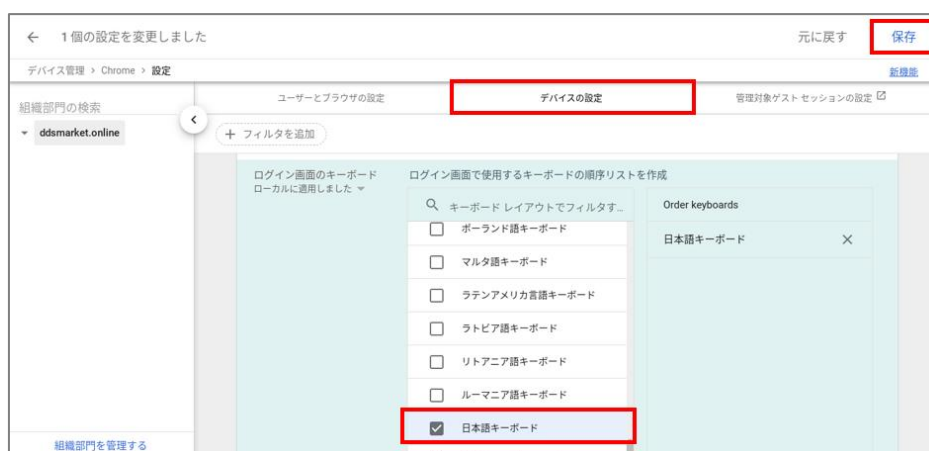 ← 1 個の設定を変更しました 元に戻す 保存
デバイス管理 > Chrome > 設定 新機能
組織部門の検索
ddsmarket.online
ユーザーとブラウザの設定 デバイスの設定 管理対象ゲスト セッションの設定
+ フィルタを追加
ログイン画面のキーボード
ローカルに適用しました
ログイン画面で使用するキーボードの順序リストを作成
キーボード レイアウトでフィルタす...
ポーランド語キーボード
マルタ語キーボード
ラテンアメリカ言語キーボード
ラトビア語キーボード
リトアニア語キーボード
ルーマニア語キーボード
日本語キーボード
Order keyboards
日本語キーボード ×
組織部門を管理する